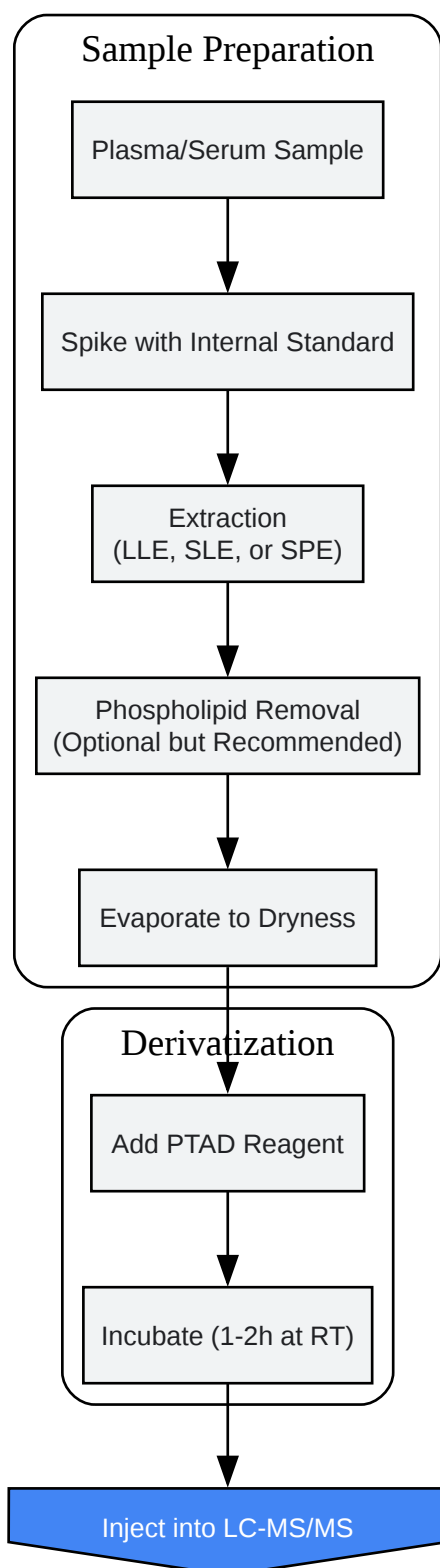 Sample Preparation
Plasma/Serum Sample
Spike with Internal Standard
Extraction
(LLE, SLE, or SPE)
Phospholipid Removal
(Optional but Recommended)
Evaporate to Dryness
Derivatization
Add PTAD Reagent
Incubate (1-2h at RT)
Inject into LC-MS/MS